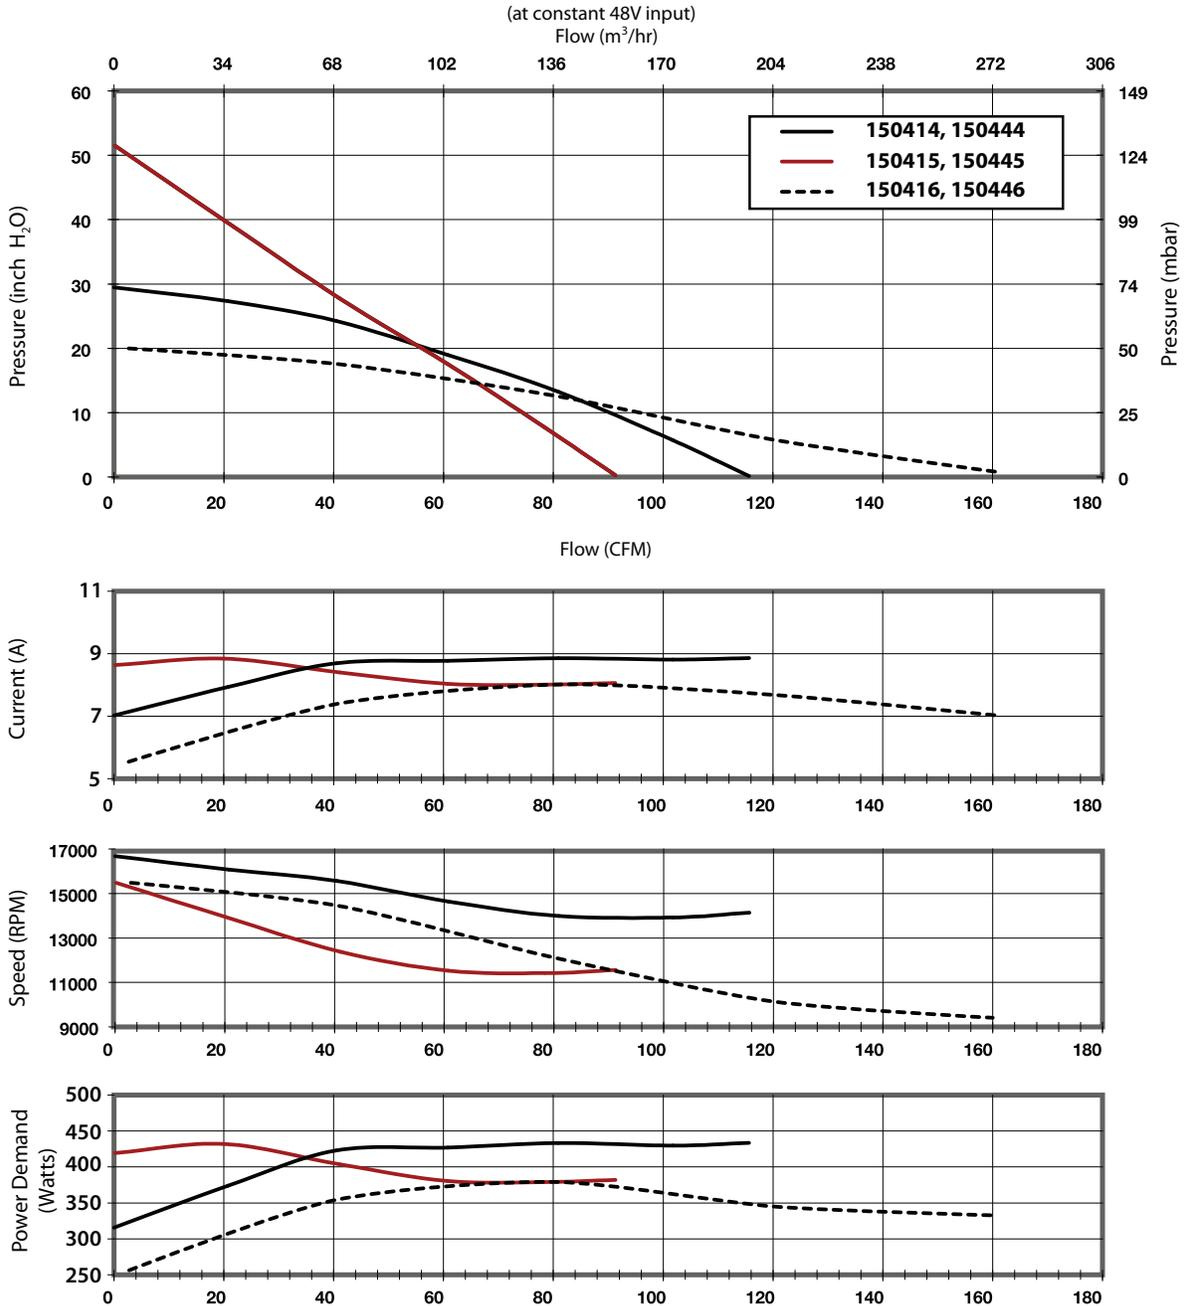 (at constant 48V input)
Flow (m³/hr)
0 34 68 102 136 170 204 238 272 306
60 149
150414, 150444
50 124
150415, 150445
150416, 150446
40 99
30 74
20 50
10 25
0 0
Pressure (inch H₂O)
Pressure (mbar)
0 20 40 60 80 100 120 140 160 180
Flow (CFM)
11
9
7
5
Current (A)
0 20 40 60 80 100 120 140 160 180
17000
15000
13000
11000
9000
Speed (RPM)
0 20 40 60 80 100 120 140 160 180
500
450
400
350
300
250
Power Demand
(Watts)
0 20 40 60 80 100 120 140 160 180